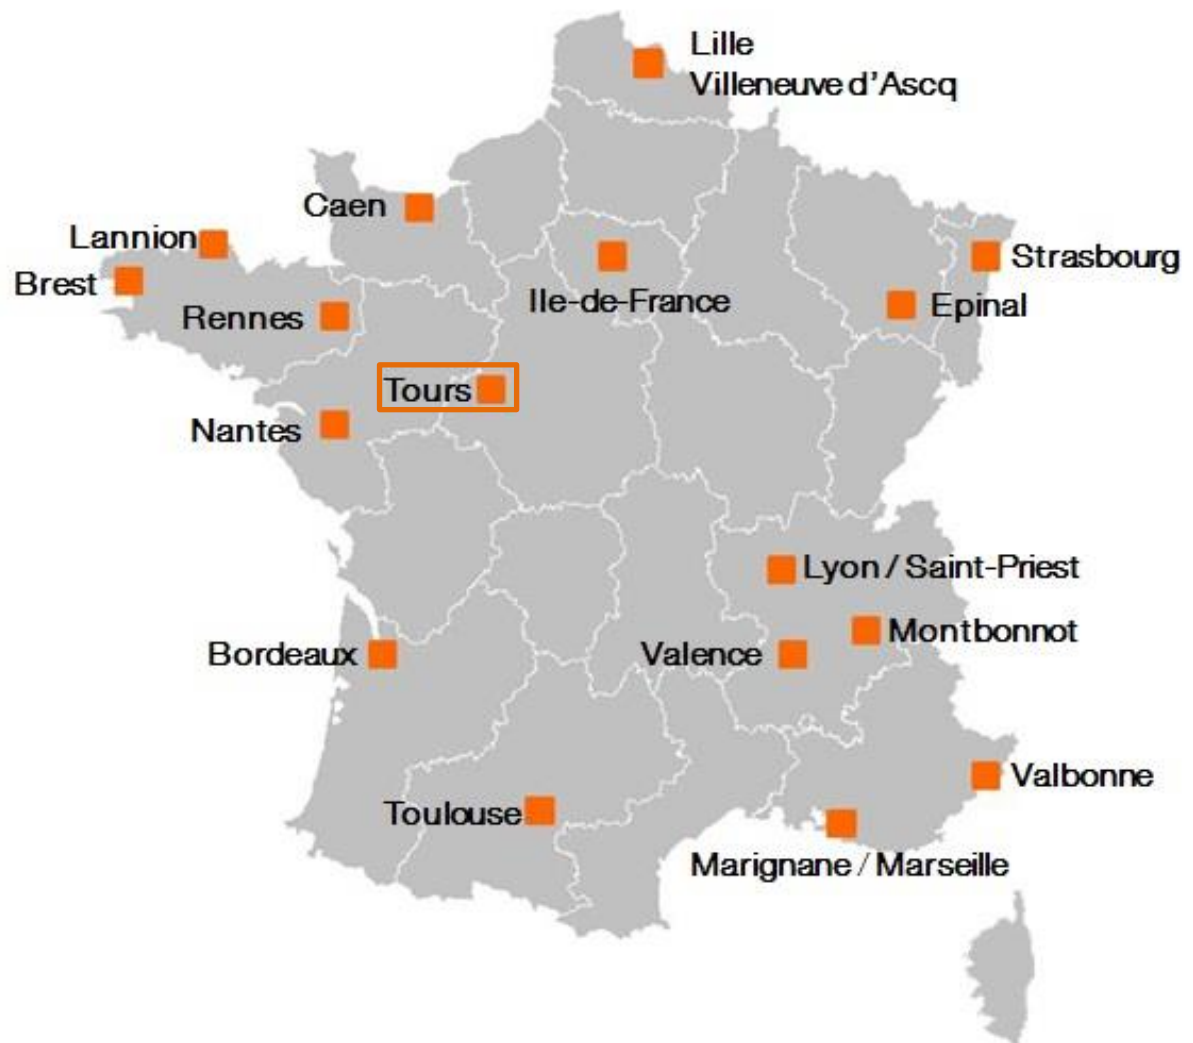 Lille
Villeneuve d'Ascq
Caen
Lannion
Strasbourg
Brest
Ile-de-France
Epinal
Rennes
Tours
Nantes
Lyon / Saint-Priest
Montbonnot
Bordeaux
Valence
Valbonne
Toulouse
Marignane / Marseille